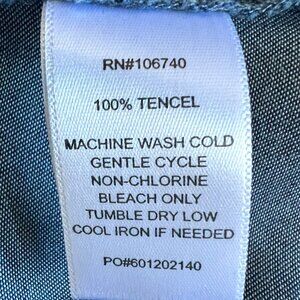 RN#106740
100% TENCEL
MACHINE WASH COLD
GENTLE CYCLE
NON-CHLORINE
BLEACH ONLY
TUMBLE DRY LOW
COOL IRON IF NEEDED
PO#601202140